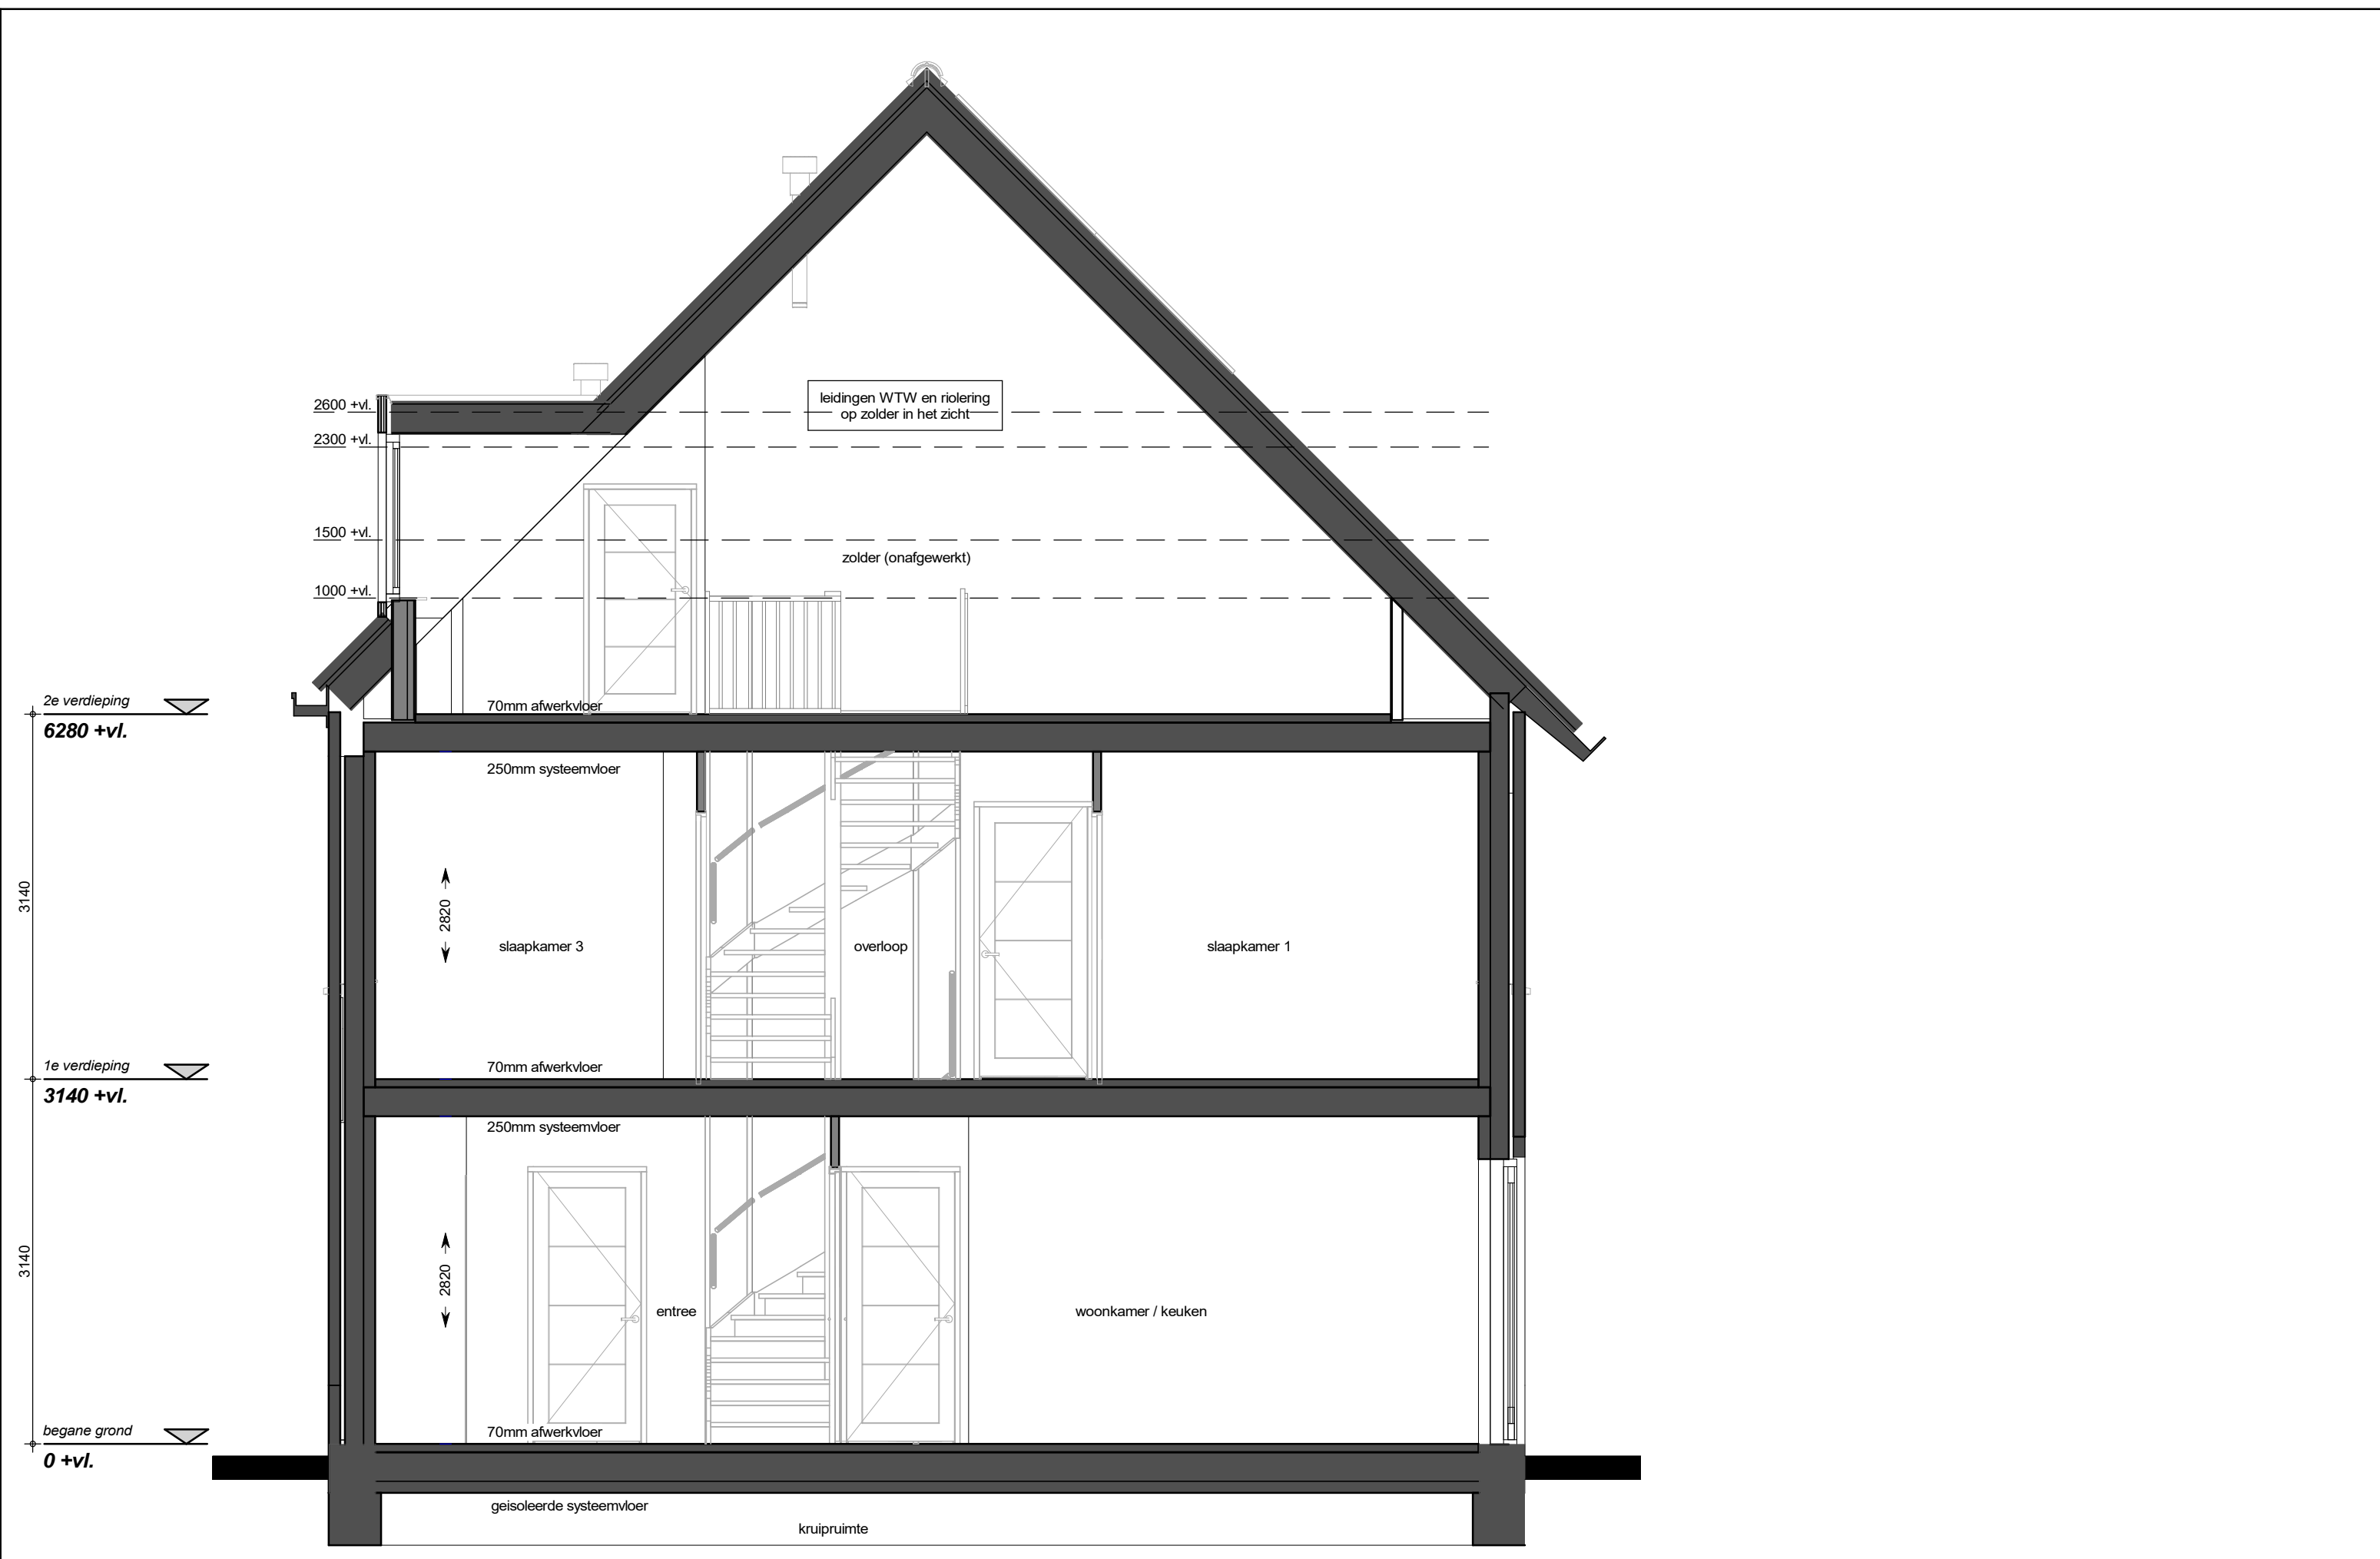 leidingen WTW en riolering
op zolder in het zicht
2600 +vl.
2300 +vl.
1500 +vl.
zolder (onafgewerkt)
1000 +vl.
2e verdieping
6280 +vl.
70mm afwerkvloer
250mm systeemvloer
3140
2820
slaapkamer 3
overloop
slaapkamer 1
1e verdieping
3140 +vl.
70mm afwerkvloer
250mm systeemvloer
3140
2820
entree
woonkamer / keuken
begane grond
0 +vl.
70mm afwerkvloer
geisoleerde systeemvloer
kruipruimte